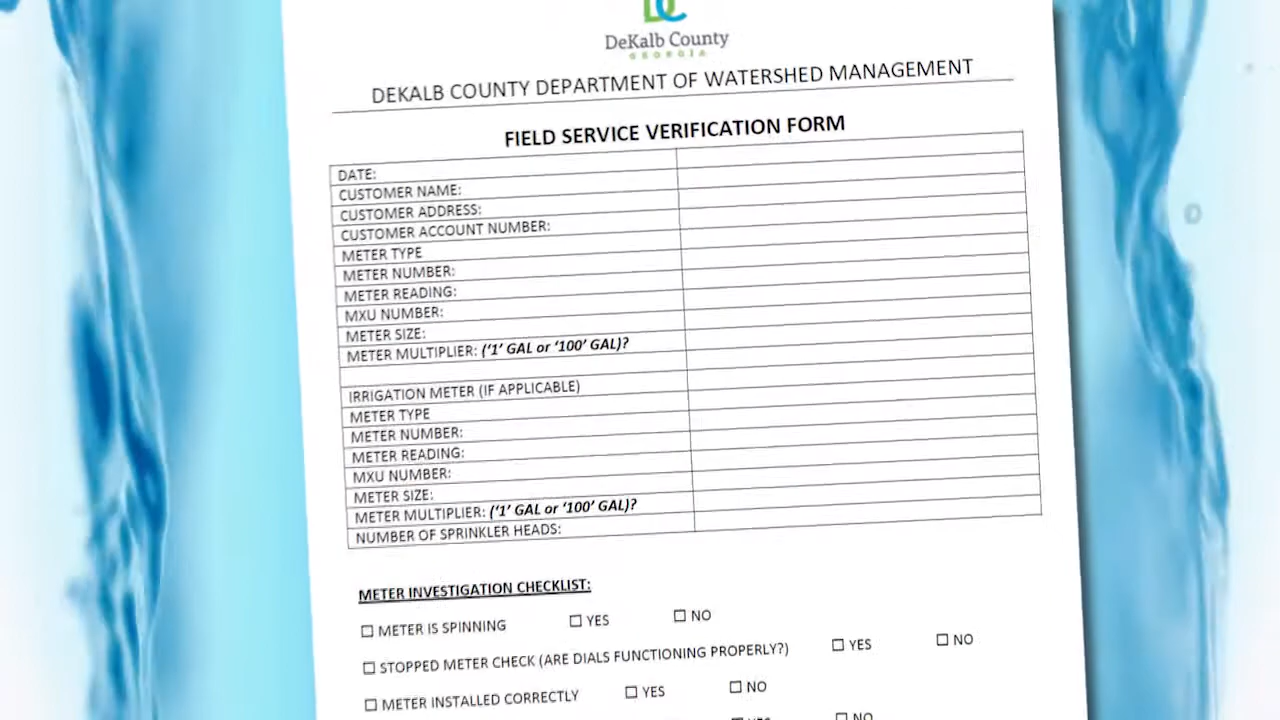 DC
DeKalb County
GEORGIA
DEKALB COUNTY DEPARTMENT OF WATERSHED MANAGEMENT
FIELD SERVICE VERIFICATION FORM
DATE:
CUSTOMER NAME:
CUSTOMER ADDRESS:
CUSTOMER ACCOUNT NUMBER:
METER TYPE
METER NUMBER:
METER READING:
MXU NUMBER:
METER SIZE:
METER MULTIPLIER: ('1' GAL or '100' GAL)?
IRRIGATION METER (IF APPLICABLE)
METER TYPE
METER NUMBER:
METER READING:
MXU NUMBER:
METER SIZE:
METER MULTIPLIER: ('1' GAL or '100' GAL)?
NUMBER OF SPRINKLER HEADS:
METER INVESTIGATION CHECKLIST:
☐ METER IS SPINNING ☐ YES ☐ NO
☐ STOPPED METER CHECK (ARE DIALS FUNCTIONING PROPERLY?) ☐ YES ☐ NO
☐ METER INSTALLED CORRECTLY ☐ YES ☐ NO
☐ YES ☐ NO